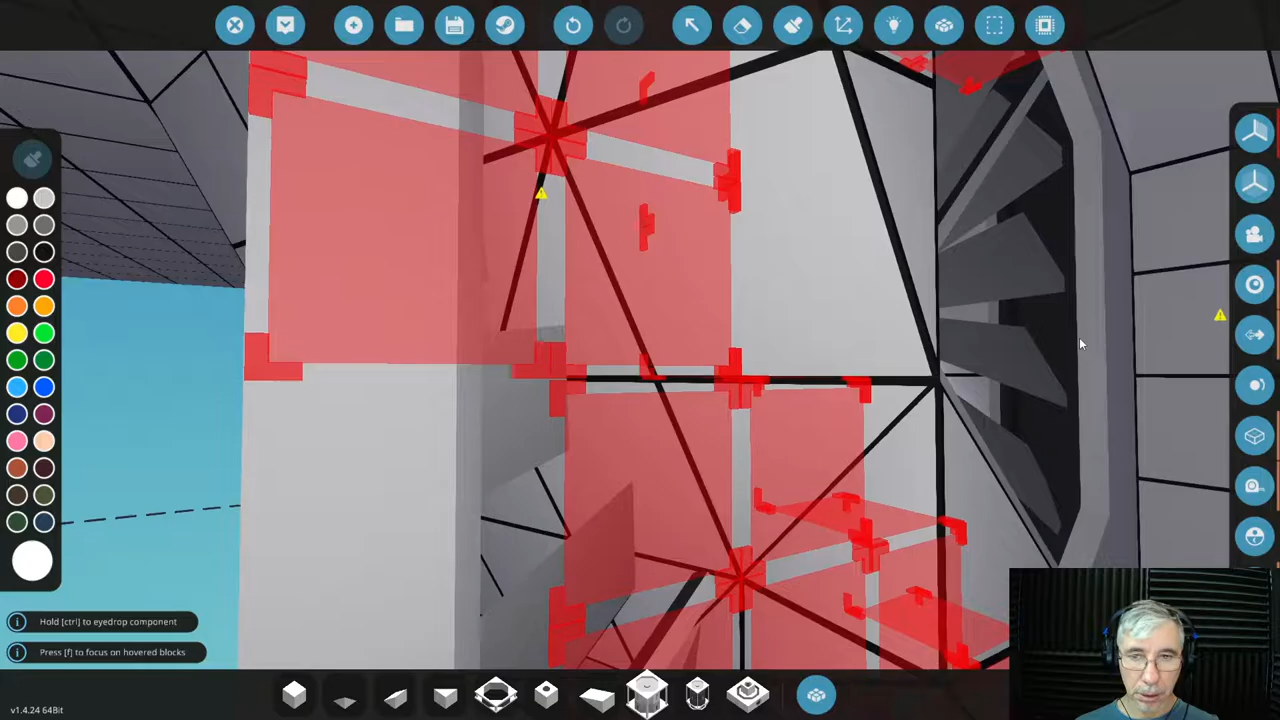 Hold [ctrl] to eyedrop component
Press [f] to focus on hovered blocks
v1.4.24 64Bit